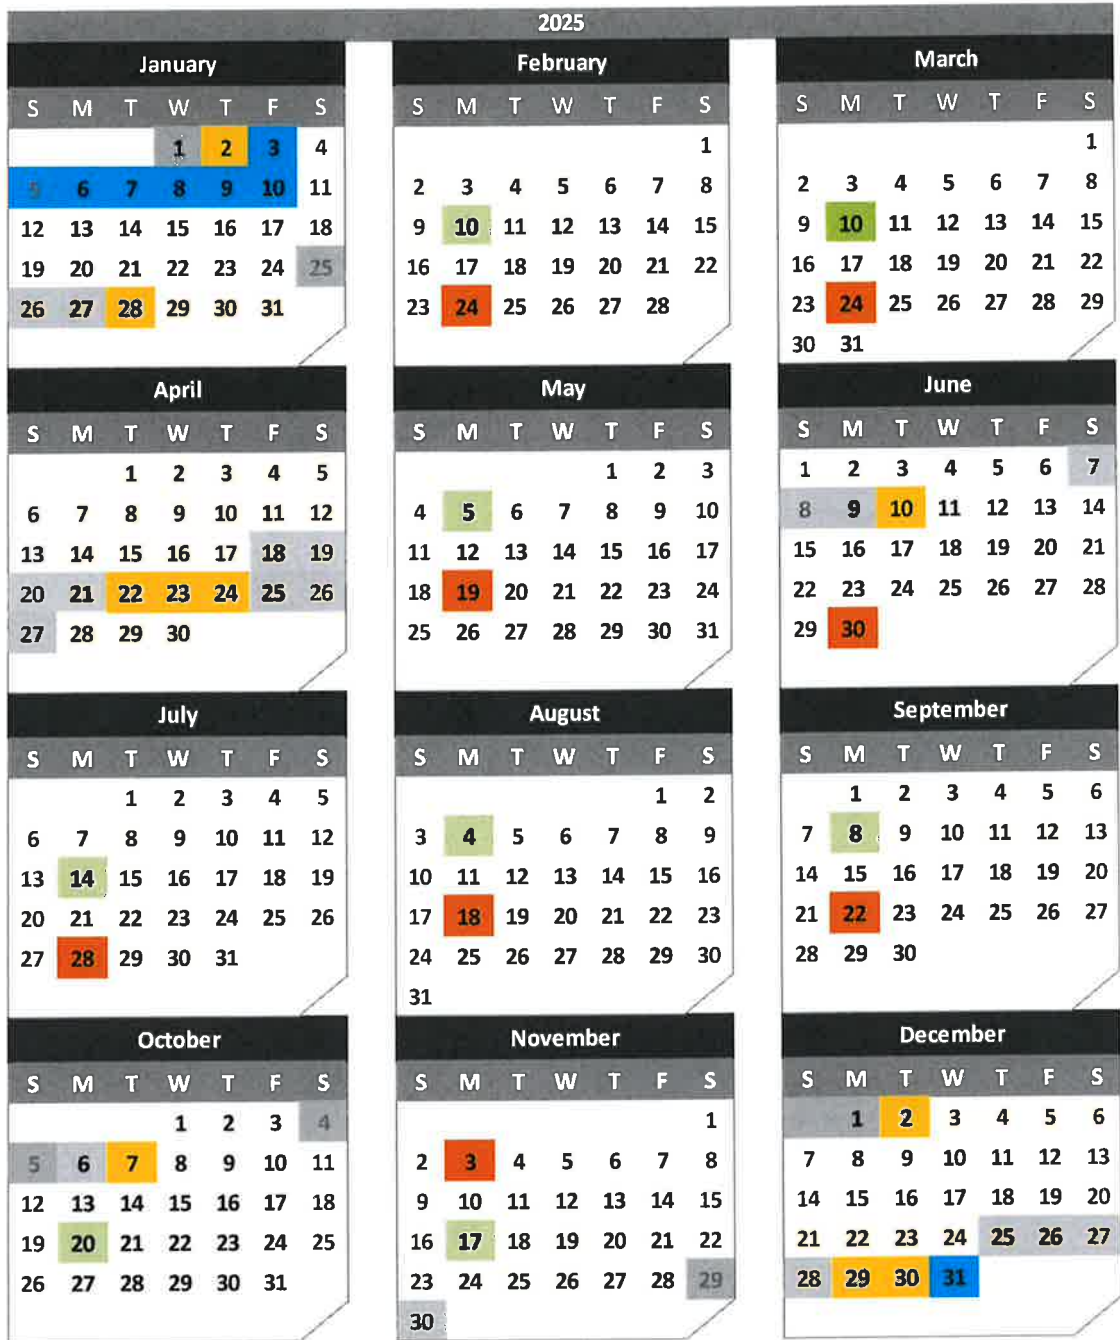 2025
January
S M T W T F S
1 2 3 4
5 6 7 8 9 10 11
12 13 14 15 16 17 18
19 20 21 22 23 24 25
26 27 28 29 30 31
February
S M T W T F S
1
2 3 4 5 6 7 8
9 10 11 12 13 14 15
16 17 18 19 20 21 22
23 24 25 26 27 28
March
S M T W T F S
1
2 3 4 5 6 7 8
9 10 11 12 13 14 15
16 17 18 19 20 21 22
23 24 25 26 27 28 29
30 31
April
S M T W T F S
1 2 3 4 5
6 7 8 9 10 11 12
13 14 15 16 17 18 19
20 21 22 23 24 25 26
27 28 29 30
May
S M T W T F S
1 2 3
4 5 6 7 8 9 10
11 12 13 14 15 16 17
18 19 20 21 22 23 24
25 26 27 28 29 30 31
June
S M T W T F S
1 2 3 4 5 6 7
8 9 10 11 12 13 14
15 16 17 18 19 20 21
22 23 24 25 26 27 28
29 30
July
S M T W T F S
1 2 3 4 5
6 7 8 9 10 11 12
13 14 15 16 17 18 19
20 21 22 23 24 25 26
27 28 29 30 31
August
S M T W T F S
1 2
3 4 5 6 7 8 9
10 11 12 13 14 15 16
17 18 19 20 21 22 23
24 25 26 27 28 29 30
31
September
S M T W T F S
1 2 3 4 5 6
7 8 9 10 11 12 13
14 15 16 17 18 19 20
21 22 23 24 25 26 27
28 29 30
October
S M T W T F S
1 2 3 4
5 6 7 8 9 10 11
12 13 14 15 16 17 18
19 20 21 22 23 24 25
26 27 28 29 30 31
November
S M T W T F S
1
2 3 4 5 6 7 8
9 10 11 12 13 14 15
16 17 18 19 20 21 22
23 24 25 26 27 28 29
30
December
S M T W T F S
1 2 3 4 5 6
7 8 9 10 11 12 13
14 15 16 17 18 19 20
21 22 23 24 25 26 27
28 29 30 31